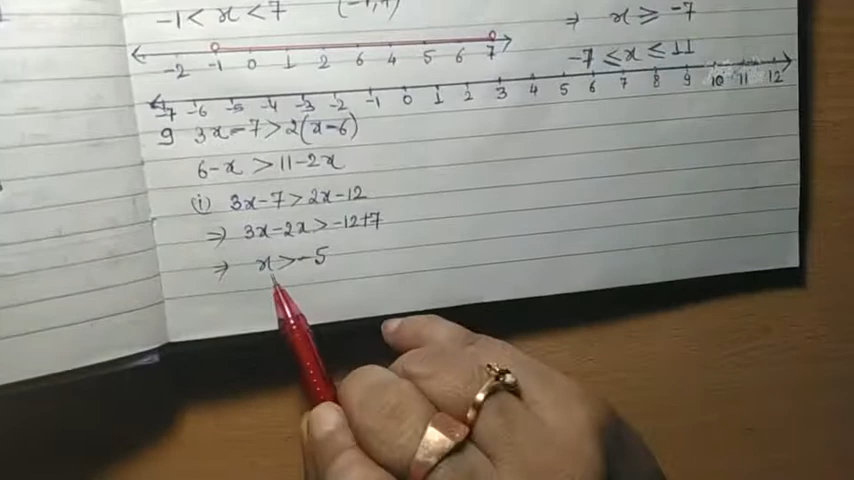 -1 < x < 7
⇒ x ≥ -7
-2 -1 0 1 2 6 4 5 6 7
-7 ≤ x ≤ 11
-7 -6 -5 -4 -3 -2 -1 0 1 2 3 4 5 6 7 8 9 10 11 12
9 3x-7>2(x-6)
6-x > 11-2x
(i) 3x-7 > 2x-12
⇒ 3x-2x > -12+7
⇒ x > -5